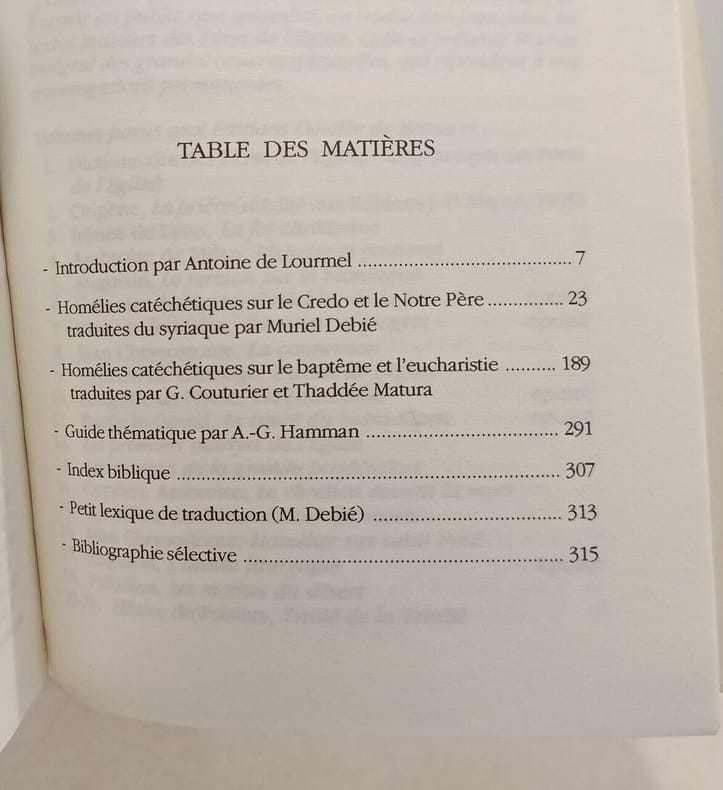 TABLE DES MATIÈRES
- Introduction par Antoine de Lourmel ........................................ 7
- Homélies catéchétiques sur le Credo et le Notre Père .............. 23
traduites du syriaque par Muriel Debié
- Homélies catéchétiques sur le baptême et l'eucharistie .......... 189
traduites par G. Couturier et Thaddée Matura
- Guide thématique par A.-G. Hamman .................................... 291
- Index biblique ........................................................................ 307
- Petit lexique de traduction (M. Debié) ................................... 313
- Bibliographie sélective ............................................................ 315